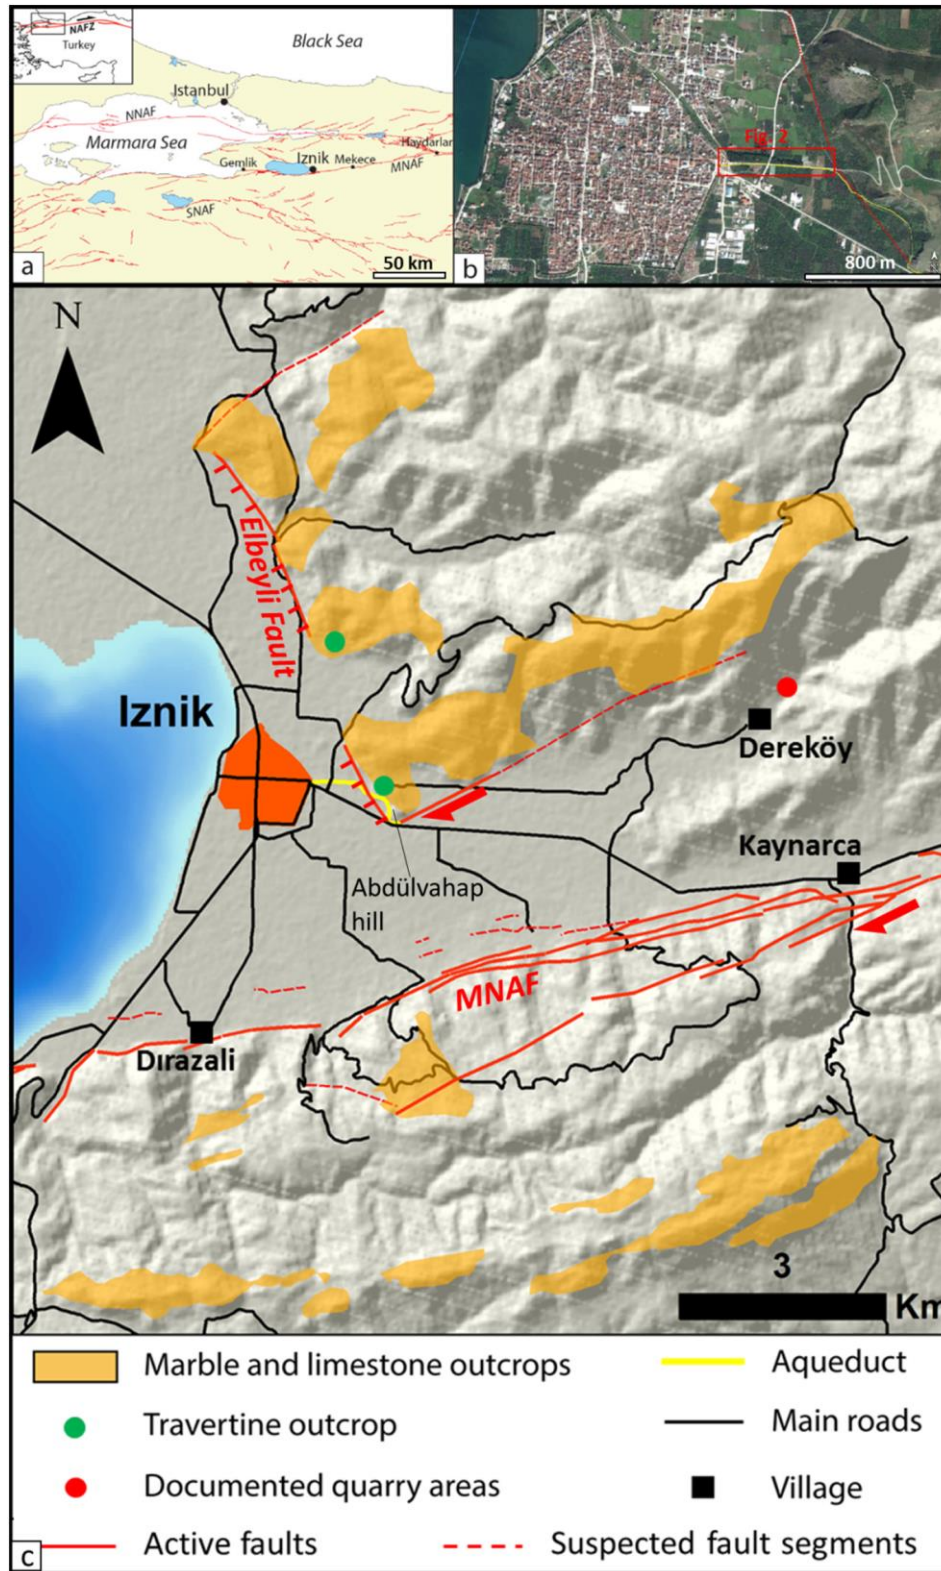 NAFZ
Turkey
Black Sea
Istanbul
NNAF
Marmara Sea
Haydarlar
Gemlik
Iznik
Mekece
MNAF
SNAF
50 km
a
Fig. 2
800 m
b
N
Elbeyli Fault
Iznik
Dereköy
Kaynarca
Abdülvahap
hill
MNAF
Dırazali
3
Km
Marble and limestone outcrops
Aqueduct
Travertine outcrop
Main roads
Documented quarry areas
Village
Active faults
Suspected fault segments
c